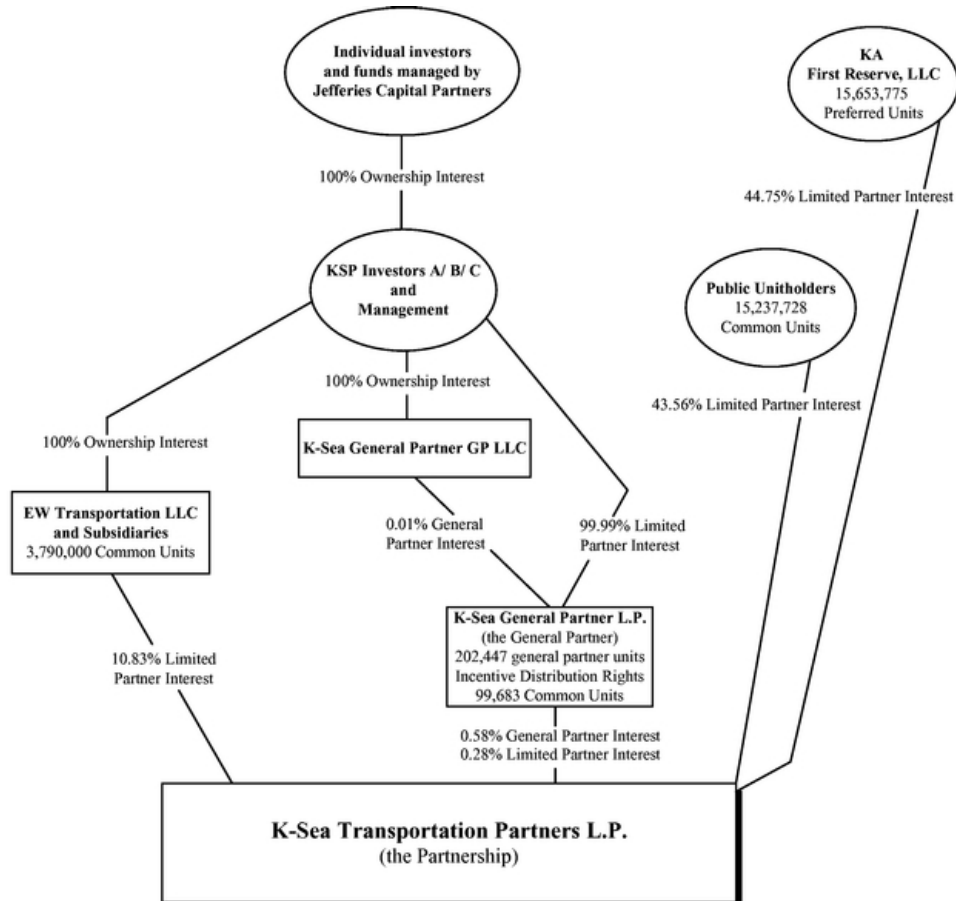 Individual investors
and funds managed by
Jefferies Capital Partners
KA
First Reserve, LLC
15,653,775
Preferred Units
100% Ownership Interest
44.75% Limited Partner Interest
KSP Investors A/ B/ C
and
Management
Public Unitholders
15,237,728
Common Units
100% Ownership Interest
43.56% Limited Partner Interest
100% Ownership Interest
K-Sea General Partner GP LLC
EW Transportation LLC
and Subsidiaries
3,790,000 Common Units
0.01% General
Partner Interest
99.99% Limited
Partner Interest
K-Sea General Partner L.P.
(the General Partner)
202,447 general partner units
Incentive Distribution Rights
99,683 Common Units
10.83% Limited
Partner Interest
0.58% General Partner Interest
0.28% Limited Partner Interest
K-Sea Transportation Partners L.P.
(the Partnership)